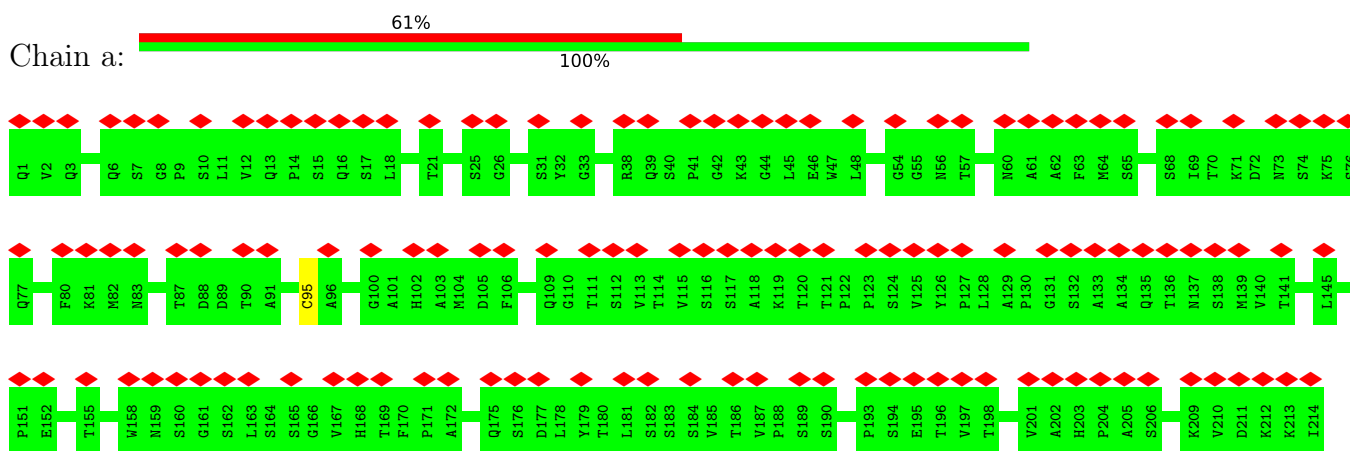 61%
Chain a:
100%
Q1 V2 Q3 Q6 S7 G8 P9 S10 L11 V12 Q13 P14 S15 Q16 S17 L18 T21 S25 G26 S31 Y32 G33 R38 Q39 S40 P41 G42 K43 G44 L45 E46 W47 L48 G54 G55 N56 T57 N60 A61 A62 F63 M64 S65 S68 I69 T70 K71 D72 N73 S74 K75 S76
Q77 F80 K81 M82 N83 T87 D88 D89 T90 A91 C95 A96 G100 A101 H102 A103 M104 D105 F106 Q109 G110 T111 S112 V113 T114 V115 S116 S117 A118 K119 T120 T121 P122 P123 S124 V125 Y126 P127 L128 A129 P130 G131 S132 A133 A134 Q135 T136 N137 S138 M139 V140 T141 L145
P151 E152 T155 W158 N159 S160 G161 S162 L163 S164 S165 G166 V167 H168 T169 F170 P171 A172 Q175 S176 D177 L178 Y179 T180 L181 S182 S183 S184 V185 T186 V187 P188 S189 S190 P193 S194 E195 T196 V197 T198 V201 A202 H203 P204 A205 S206 K209 V210 D211 K212 K213 I214